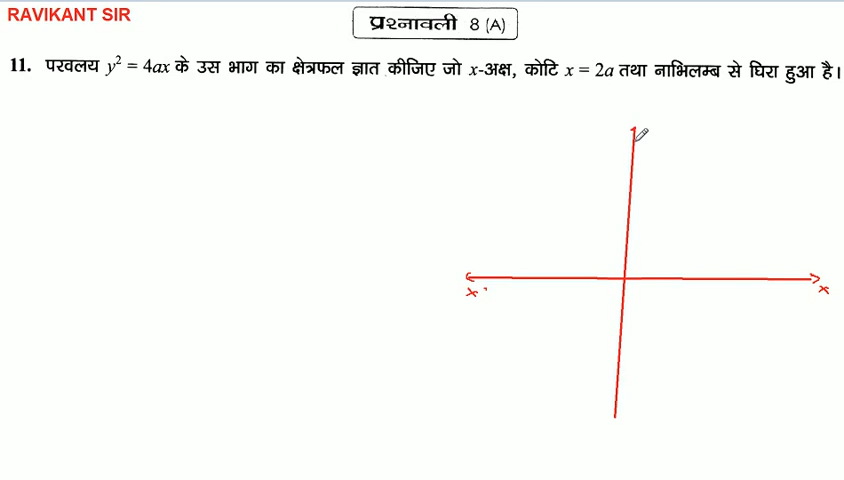 RAVIKANT SIR
प्रश्नावली 8 (A)
11. परवलय y² = 4ax के उस भाग का क्षेत्रफल ज्ञात कीजिए जो x-अक्ष, कोटि x = 2a तथा नाभिलम्ब से घिरा हुआ है।
x' x